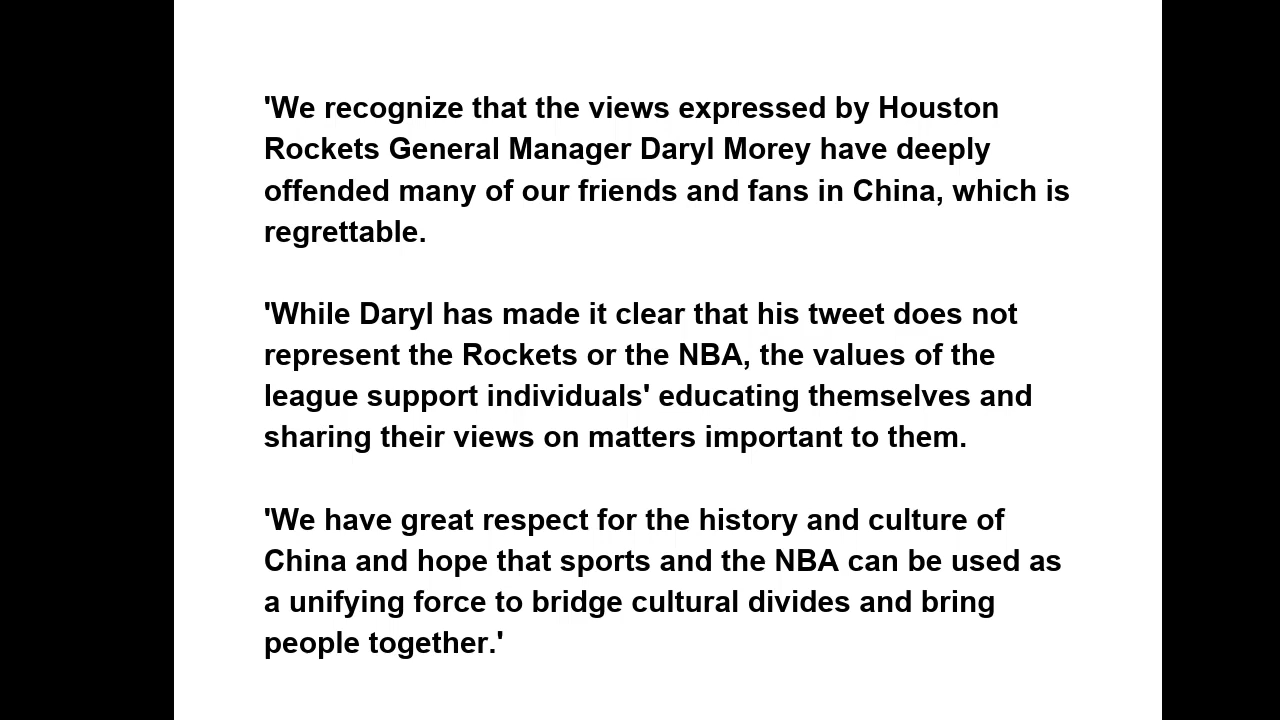 'We recognize that the views expressed by Houston
Rockets General Manager Daryl Morey have deeply
offended many of our friends and fans in China, which is
regrettable.
'While Daryl has made it clear that his tweet does not
represent the Rockets or the NBA, the values of the
league support individuals' educating themselves and
sharing their views on matters important to them.
'We have great respect for the history and culture of
China and hope that sports and the NBA can be used as
a unifying force to bridge cultural divides and bring
people together.'